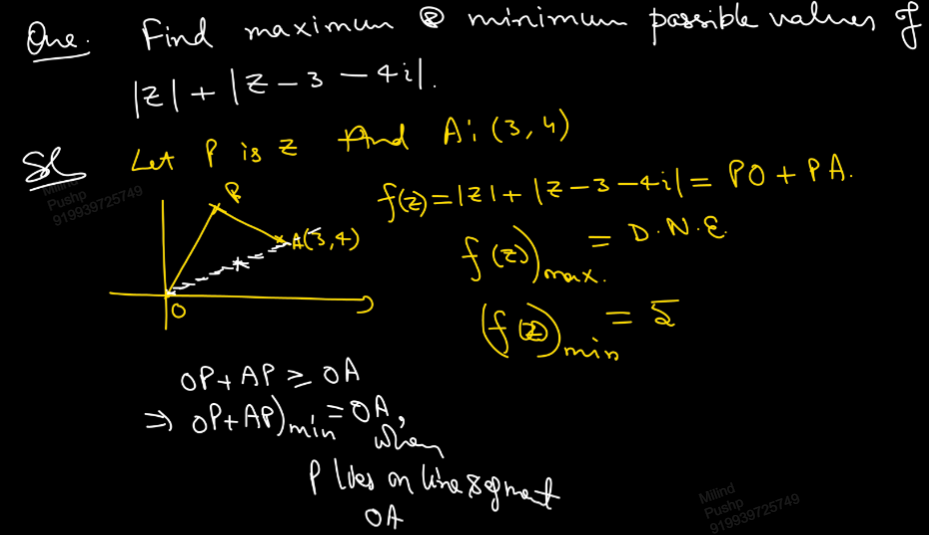 Que. Find maximum & minimum possible values of
|z| + |z - 3 - 4i|.
Sol Let P is z And A: (3, 4)
f(z) = |z| + |z - 3 - 4i| = PO + PA.
f(z))max. = D.N.E.
(f(z))min = 5
P
A(3,4)
O
OP + AP ≥ OA
⇒ OP + AP)min = OA,
when
P lies on line segment
OA
Milind
Pushp
919939725749
Milind
Pushp
919939725749